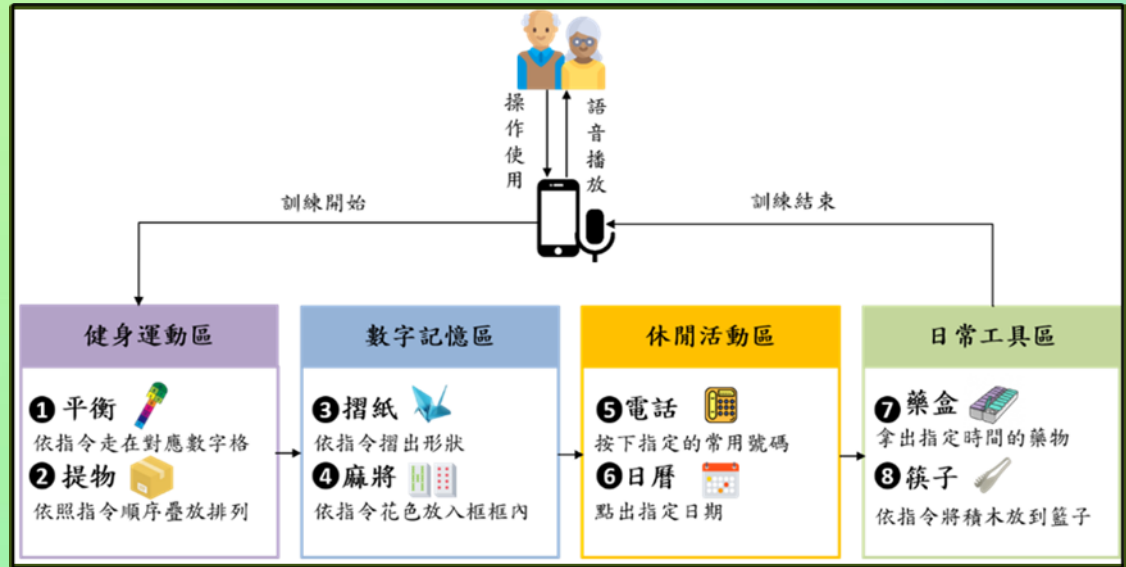 操作使用
語音播放
訓練開始
訓練結束
健身運動區
❶平衡
依指令走在對應數字格
❷提物
依照指令順序疊放排列
數字記憶區
❸摺紙
依指令摺出形狀
❹麻將
依指令花色放入框框內
休閒活動區
❺電話
按下指定的常用號碼
❻日曆
點出指定日期
日常工具區
❼藥盒
拿出指定時間的藥物
❽筷子
依指令將積木放到籃子